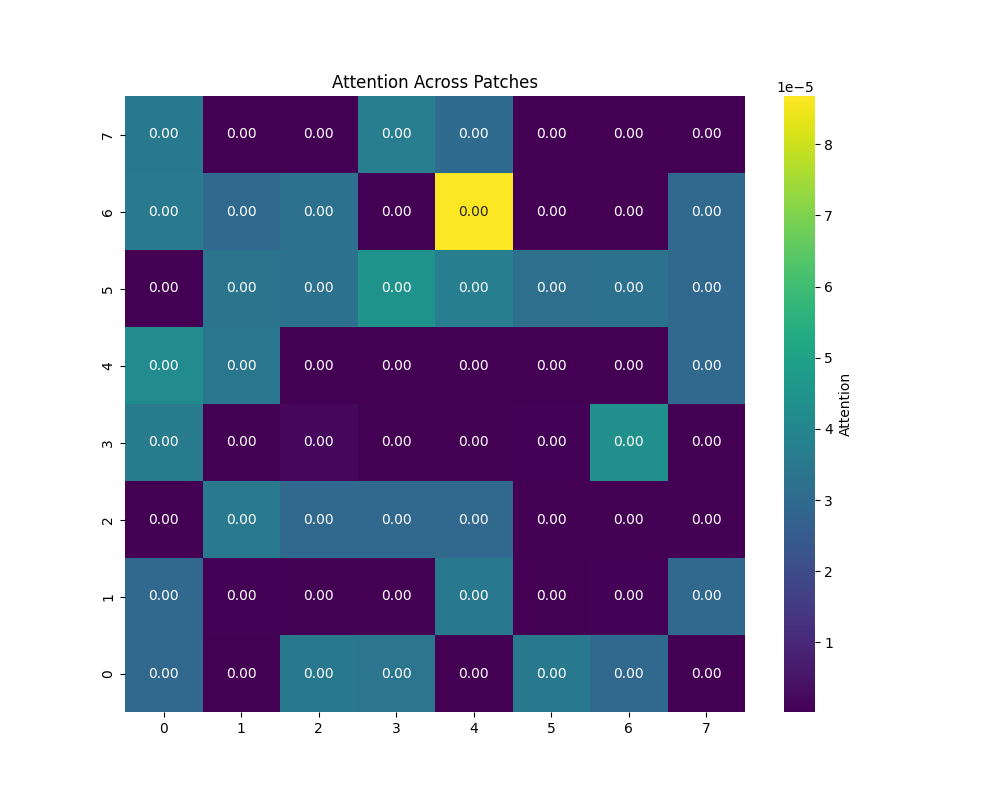 Attention Across Patches
1e−5
7 0.00 0.00 0.00 0.00 0.00 0.00 0.00 0.00
6 0.00 0.00 0.00 0.00 0.00 0.00 0.00 0.00
5 0.00 0.00 0.00 0.00 0.00 0.00 0.00 0.00
4 0.00 0.00 0.00 0.00 0.00 0.00 0.00 0.00
3 0.00 0.00 0.00 0.00 0.00 0.00 0.00 0.00
2 0.00 0.00 0.00 0.00 0.00 0.00 0.00 0.00
1 0.00 0.00 0.00 0.00 0.00 0.00 0.00 0.00
0 0.00 0.00 0.00 0.00 0.00 0.00 0.00 0.00
0 1 2 3 4 5 6 7
8
7
6
5
4
3
2
1
Attention